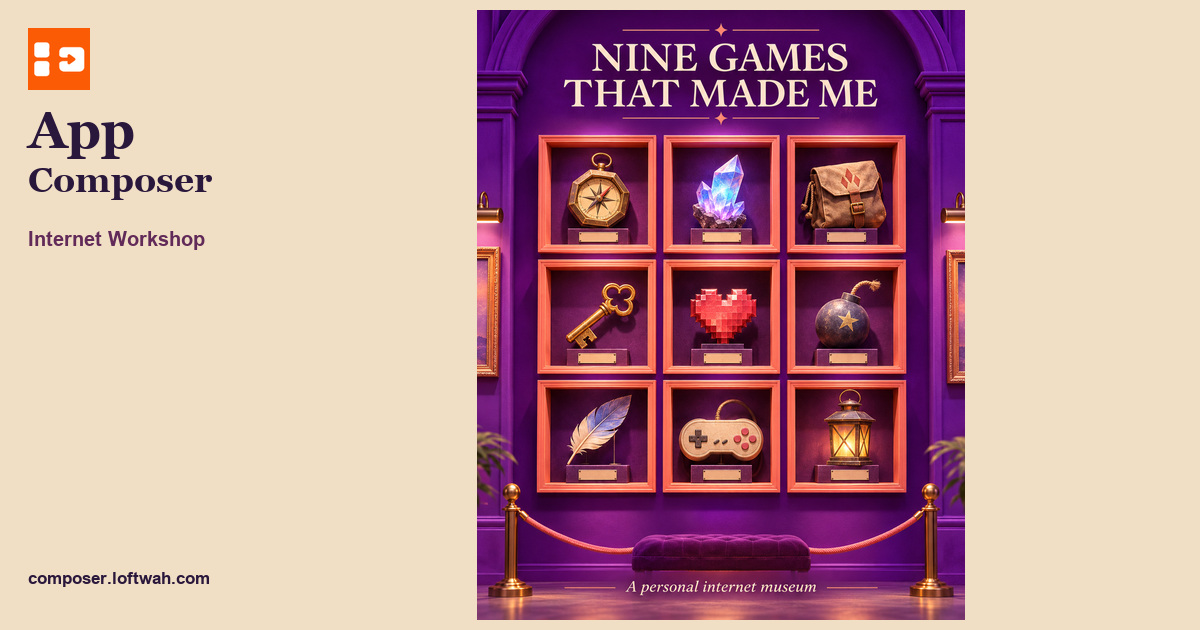 App
Composer
Internet Workshop
composer.loftwah.com
NINE GAMES
THAT MADE ME
A personal internet museum